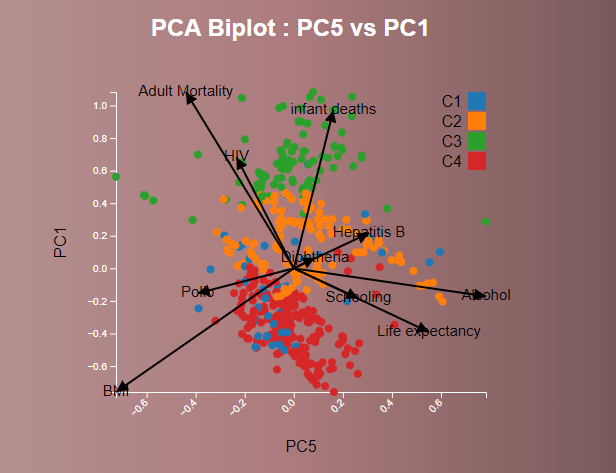 PCA Biplot : PC5 vs PC1
Adult Mortality
infant deaths
C1
C2
C3
C4
HIV
Hepatitis B
Diphtheria
Polio
Schooling
Alcohol
Life expectancy
BMI
PC1
1.0
0.8
0.6
0.4
0.2
0.0
−0.2
−0.4
−0.6
−0.6
−0.4
−0.2
0.0
0.2
0.4
0.6
PC5